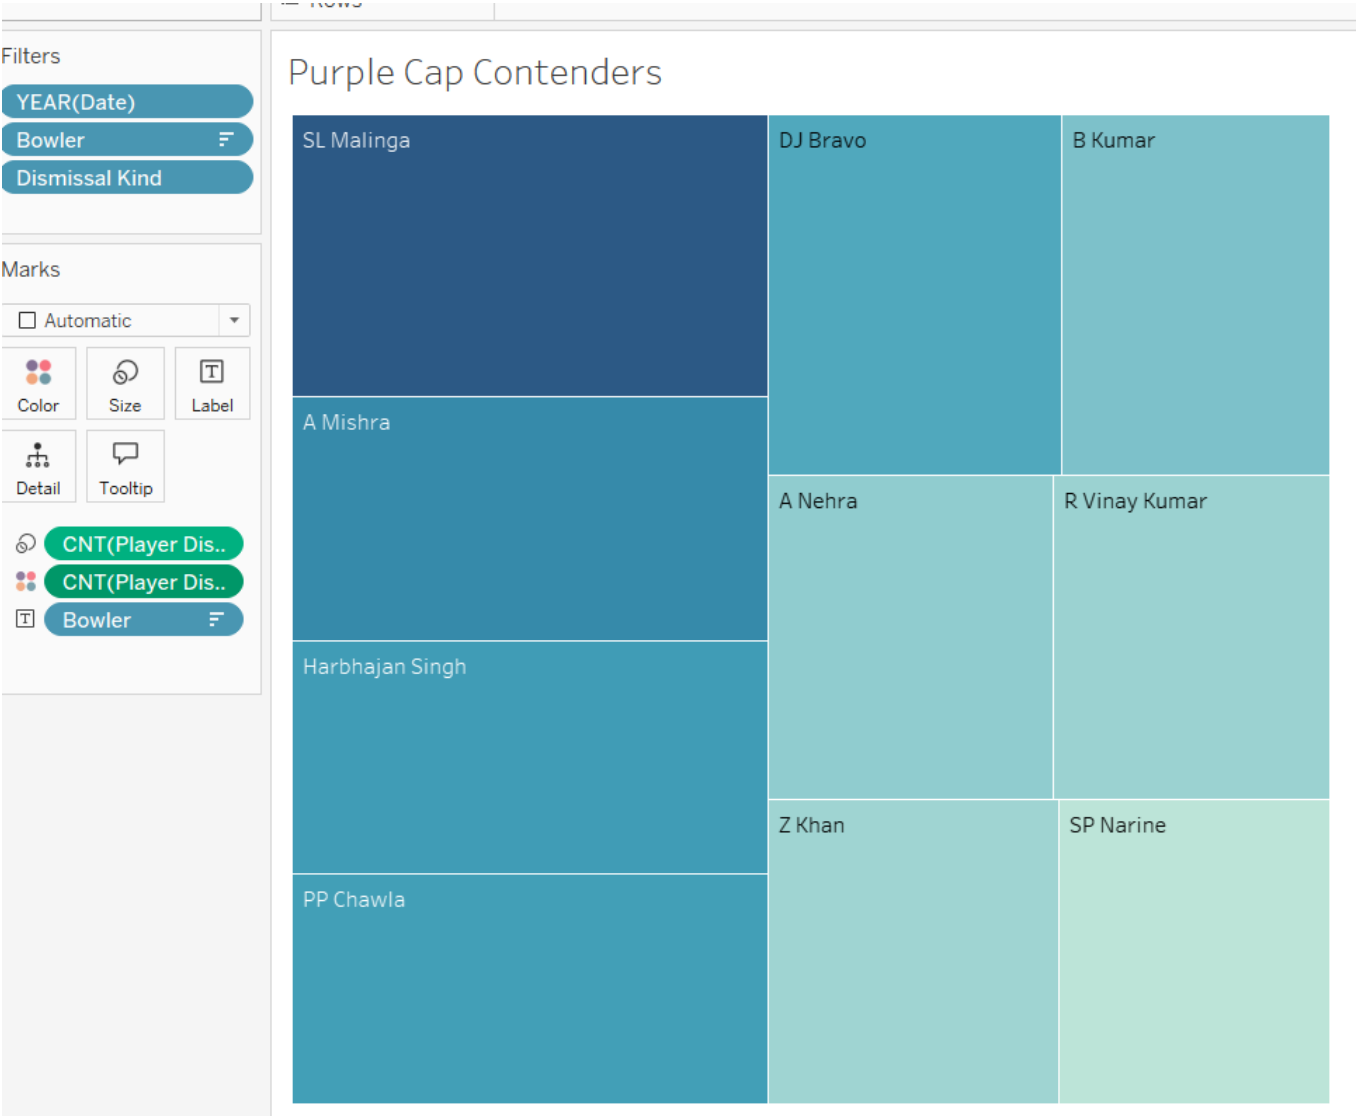 Rows
Filters
YEAR(Date)
Bowler
Dismissal Kind
Marks
Automatic
Color
Size
Label
Detail
Tooltip
CNT(Player Dis..
CNT(Player Dis..
Bowler
Purple Cap Contenders
SL Malinga
A Mishra
Harbhajan Singh
PP Chawla
DJ Bravo
B Kumar
A Nehra
R Vinay Kumar
Z Khan
SP Narine